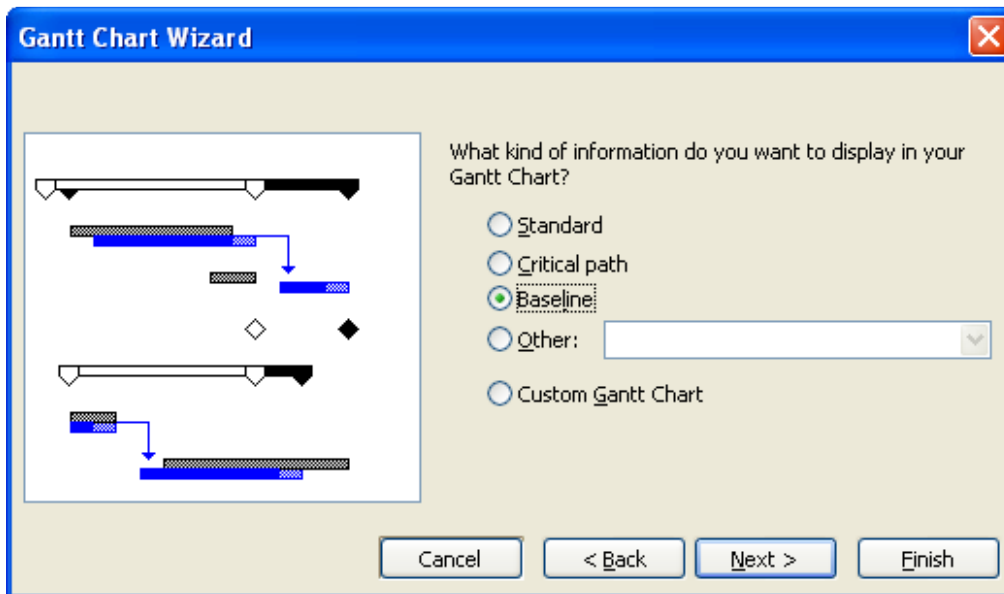 Gantt Chart Wizard
What kind of information do you want to display in your
Gantt Chart?
Standard
Critical path
Baseline
Other:
Custom Gantt Chart
Cancel
< Back
Next >
Finish